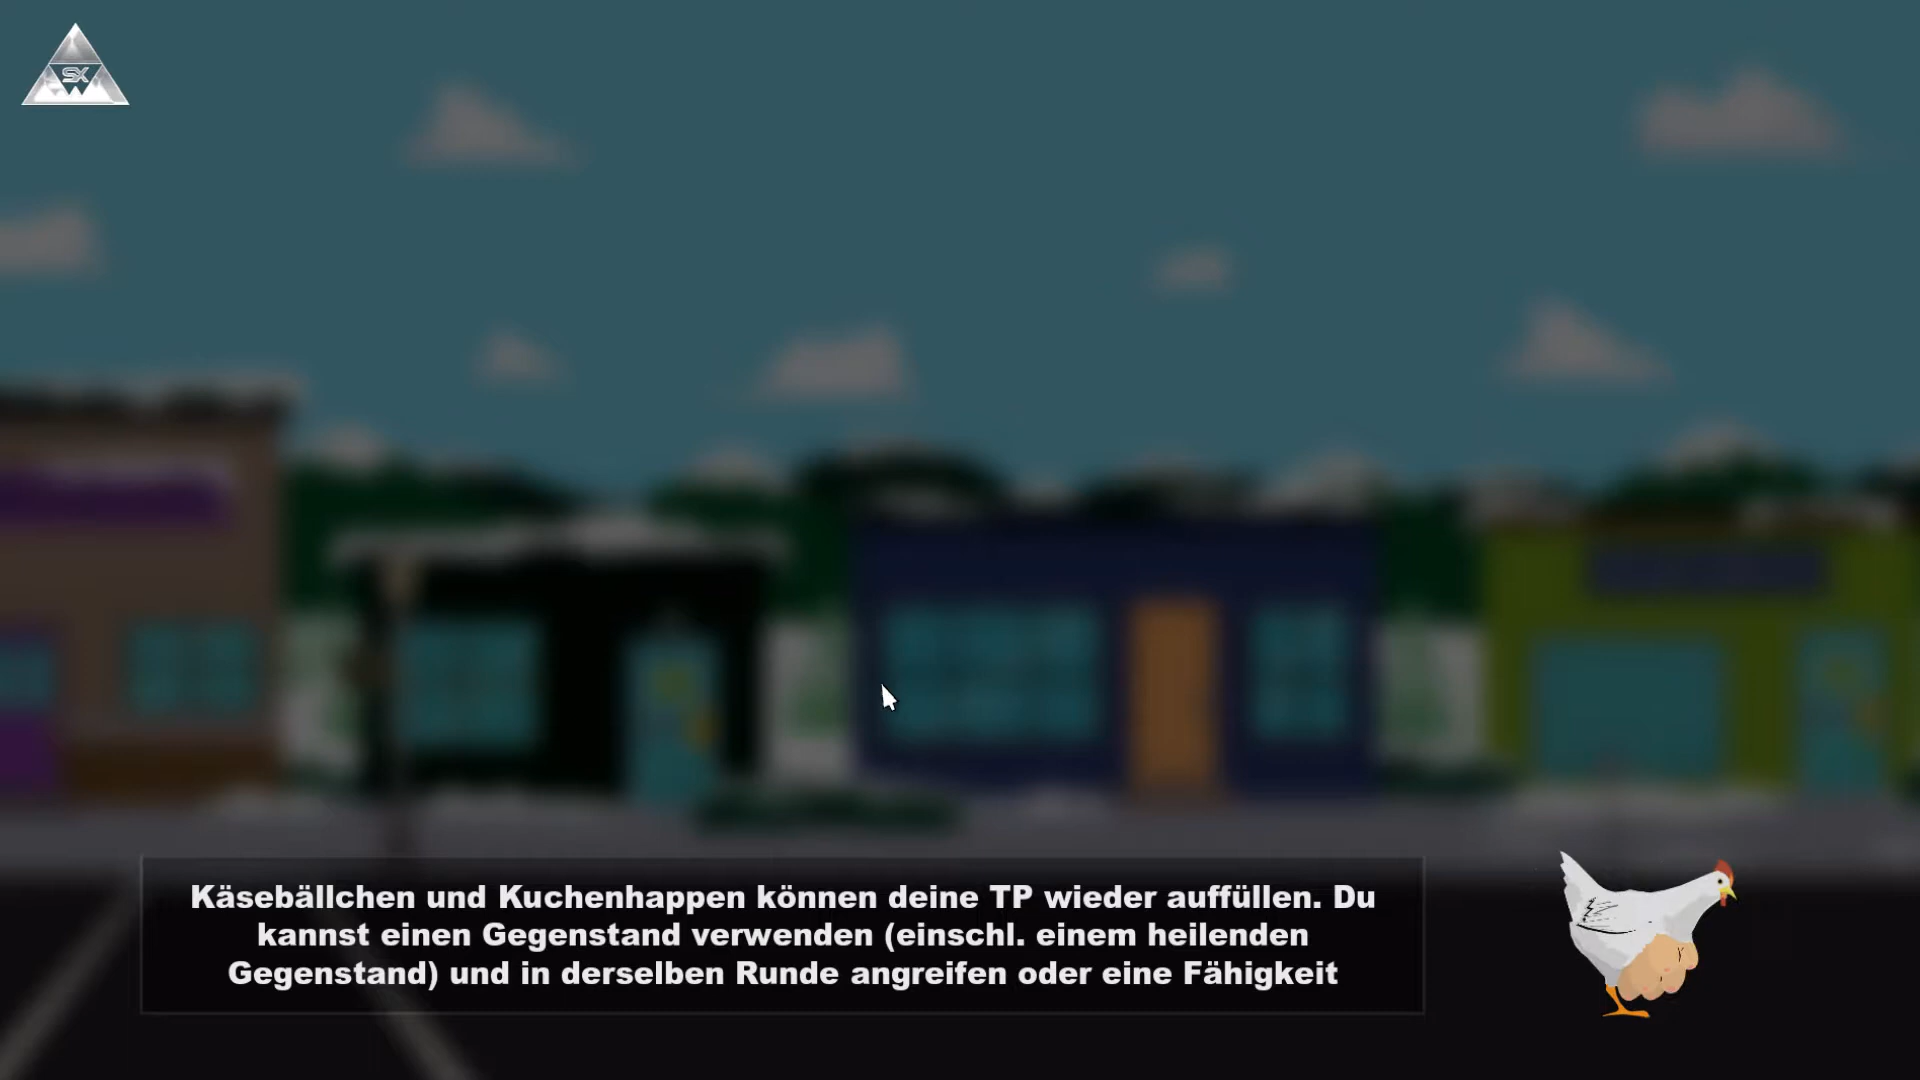 SX
Käsebällchen und Kuchenhappen können deine TP wieder auffüllen. Du
kannst einen Gegenstand verwenden (einschl. einem heilenden
Gegenstand) und in derselben Runde angreifen oder eine Fähigkeit